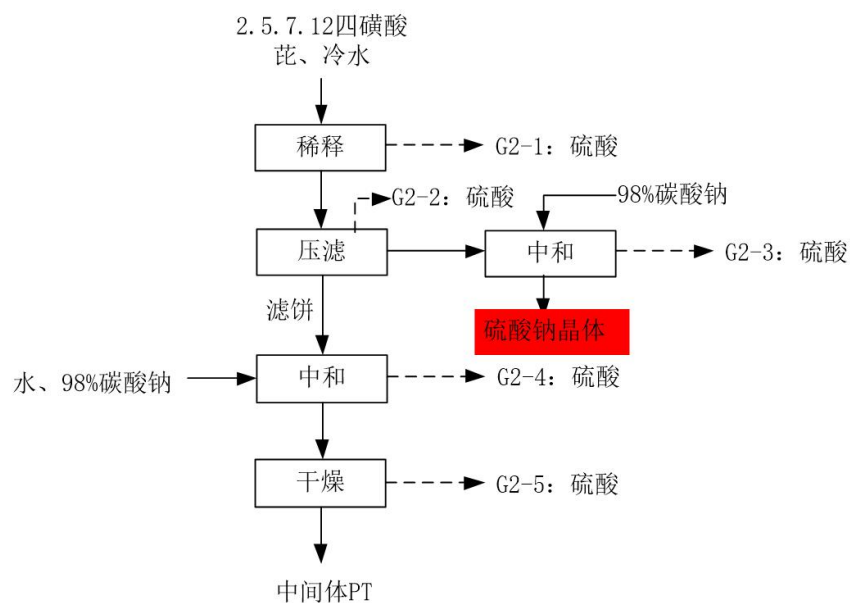 2.5.7.12四磺酸
芘、冷水
稀释
G2-1：硫酸
G2-2：硫酸
98%碳酸钠
压滤
中和
G2-3：硫酸
滤饼
硫酸钠晶体
水、98%碳酸钠
中和
G2-4：硫酸
干燥
G2-5：硫酸
中间体PT